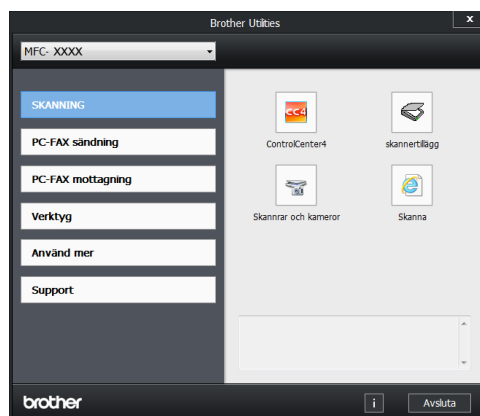 Brother Utilities
x
MFC- XXXX
SKANNING
PC-FAX sändning
PC-FAX mottagning
Verktyg
Använd mer
Support
CC4
ControlCenter4
skannertillägg
Skannrar och kameror
Skanna
brother
i
Avsluta